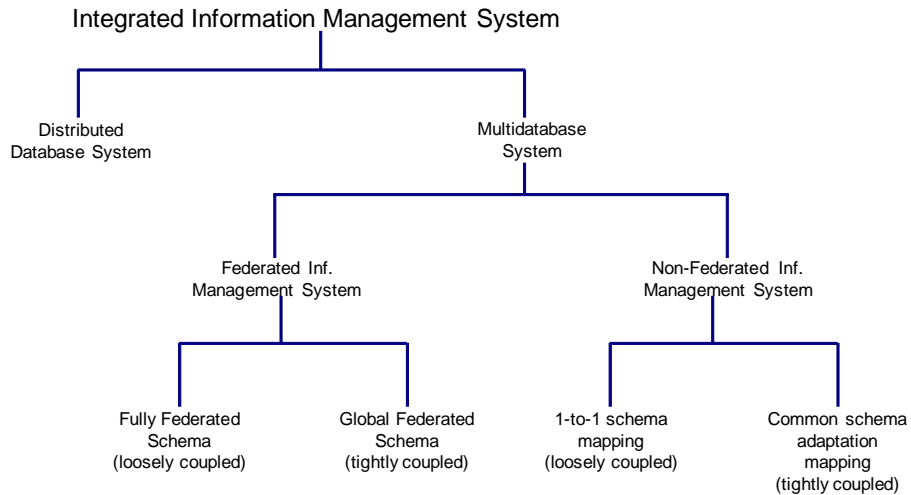 Integrated Information Management System
Distributed
Database System
Multidatabase
System
Federated Inf.
Management System
Non-Federated Inf.
Management System
Fully Federated
Schema
(loosely coupled)
Global Federated
Schema
(tightly coupled)
1-to-1 schema
mapping
(loosely coupled)
Common schema
adaptation
mapping
(tightly coupled)